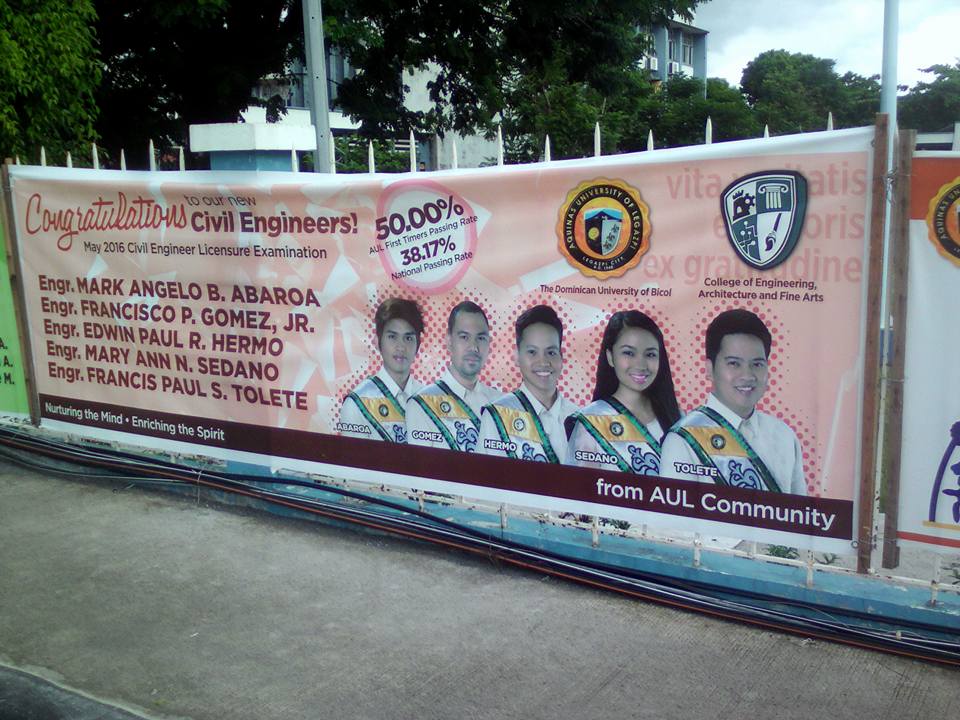 Congratulations to our new
Civil Engineers!
May 2016 Civil Engineer Licensure Examination
50.00%
AUL First Timers Passing Rate
38.17%
National Passing Rate
Engr. MARK ANGELO B. ABAROA
Engr. FRANCISCO P. GOMEZ, JR.
Engr. EDWIN PAUL R. HERMO
Engr. MARY ANN N. SEDANO
Engr. FRANCIS PAUL S. TOLETE
Nurturing the Mind • Enriching the Spirit
AQUINAS UNIVERSITY OF LEGAZPI
LEGAZPI CITY
The Dominican University of Bicol
College of Engineering,
Architecture and Fine Arts
vita
ex
ABAROA
GOMEZ
HERMO
SEDANO
TOLETE
from AUL Community
A.
A.
M.